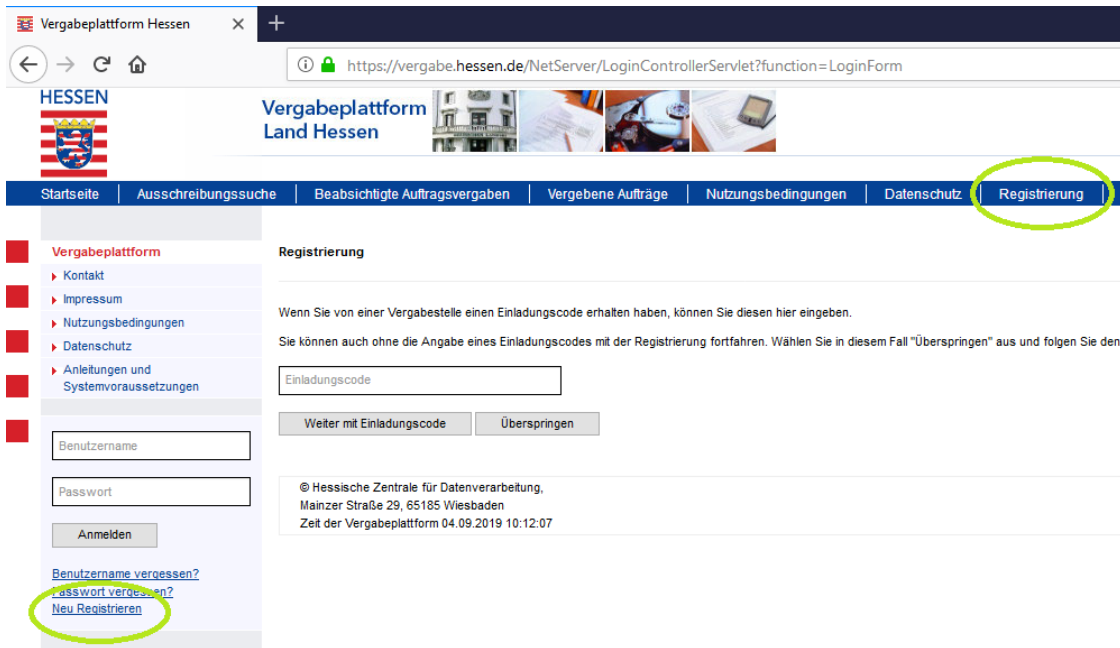 Vergabeplattform Hessen
https://vergabe.hessen.de/NetServer/LoginControllerServlet?function=LoginForm
HESSEN
Vergabeplattform
Land Hessen
Startseite | Ausschreibungssuche | Beabsichtigte Auftragsvergaben | Vergebene Aufträge | Nutzungsbedingungen | Datenschutz | Registrierung |
Vergabeplattform
Kontakt
Impressum
Nutzungsbedingungen
Datenschutz
Anleitungen und
Systemvoraussetzungen
Benutzername
Passwort
Anmelden
Benutzername vergessen?
Passwort vergessen?
Neu Registrieren
Registrierung
Wenn Sie von einer Vergabestelle einen Einladungscode erhalten haben, können Sie diesen hier eingeben.
Sie können auch ohne die Angabe eines Einladungscodes mit der Registrierung fortfahren. Wählen Sie in diesem Fall "Überspringen" aus und folgen Sie den
Einladungscode
Weiter mit Einladungscode
Überspringen
© Hessische Zentrale für Datenverarbeitung,
Mainzer Straße 29, 65185 Wiesbaden
Zeit der Vergabeplattform 04.09.2019 10:12:07